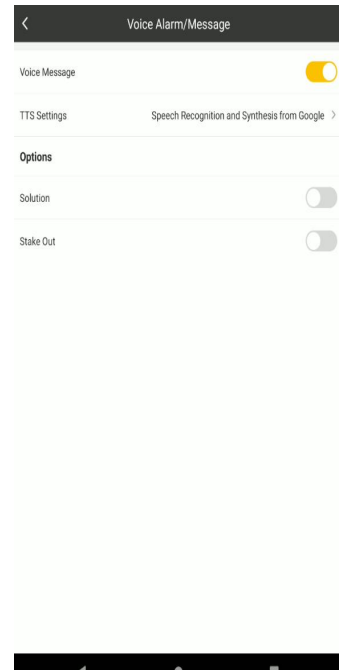 Voice Alarm/Message
Voice Message
TTS Settings Speech Recognition and Synthesis from Google
Options
Solution
Stake Out